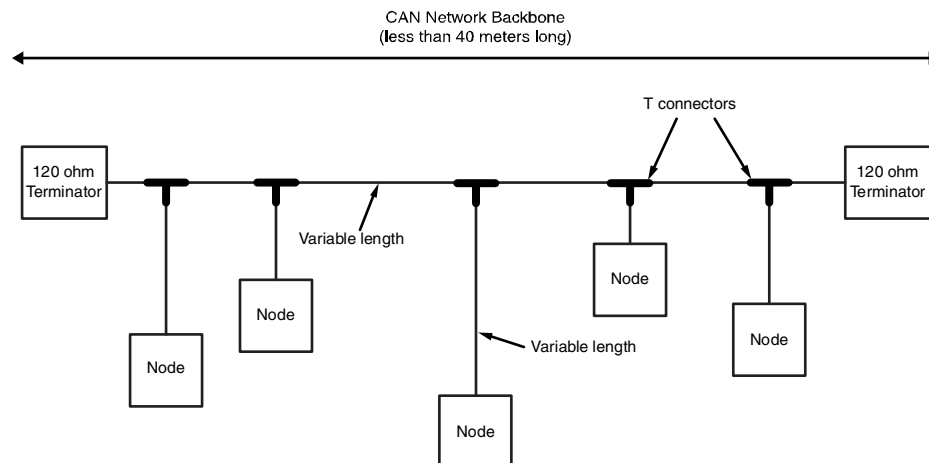 CAN Network Backbone
(less than 40 meters long)
T connectors
120 ohm
Terminator
120 ohm
Terminator
Variable length
Node
Node
Node
Node
Variable length
Node